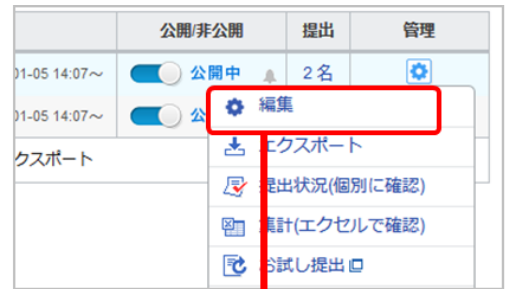 公開/非公開 提出 管理
01-05 14:07～ 公開中 2名
01-05 14:07～ 公
編集
クスポート エクスポート
提出状況(個別に確認)
集計(エクセルで確認)
お試し提出